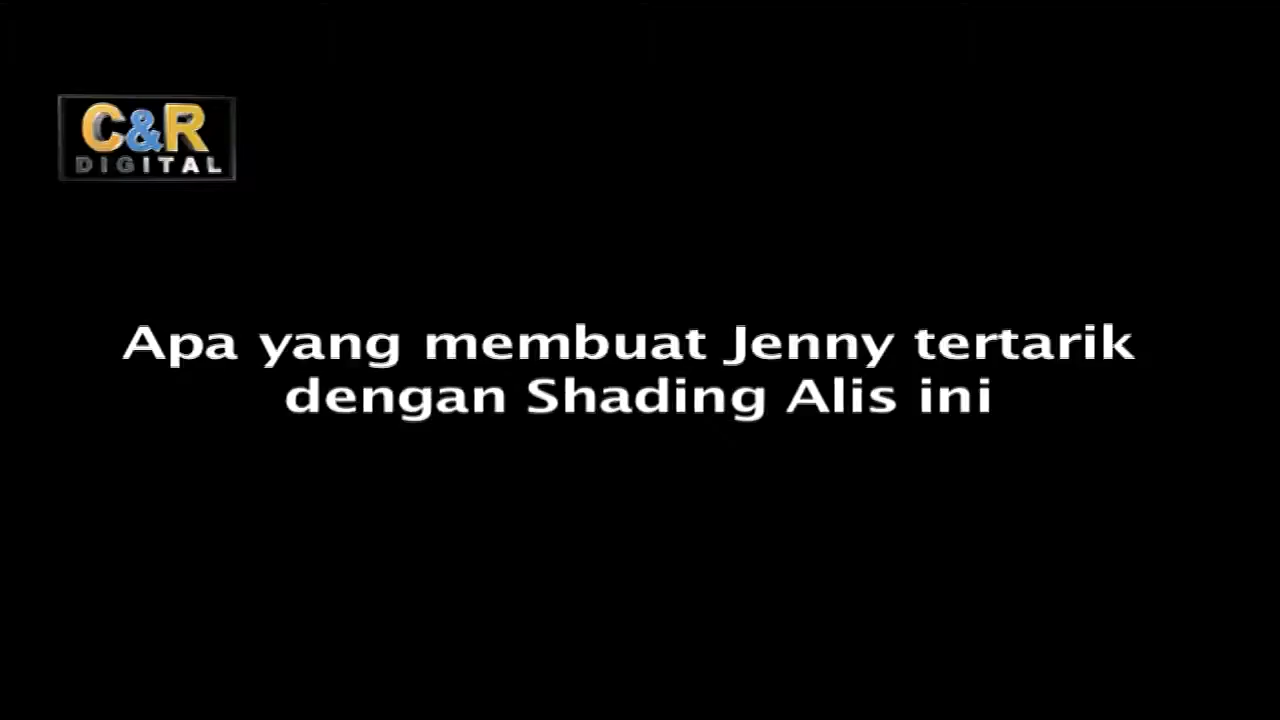 C&R
DIGITAL
Apa yang membuat Jenny tertarik
dengan Shading Alis ini